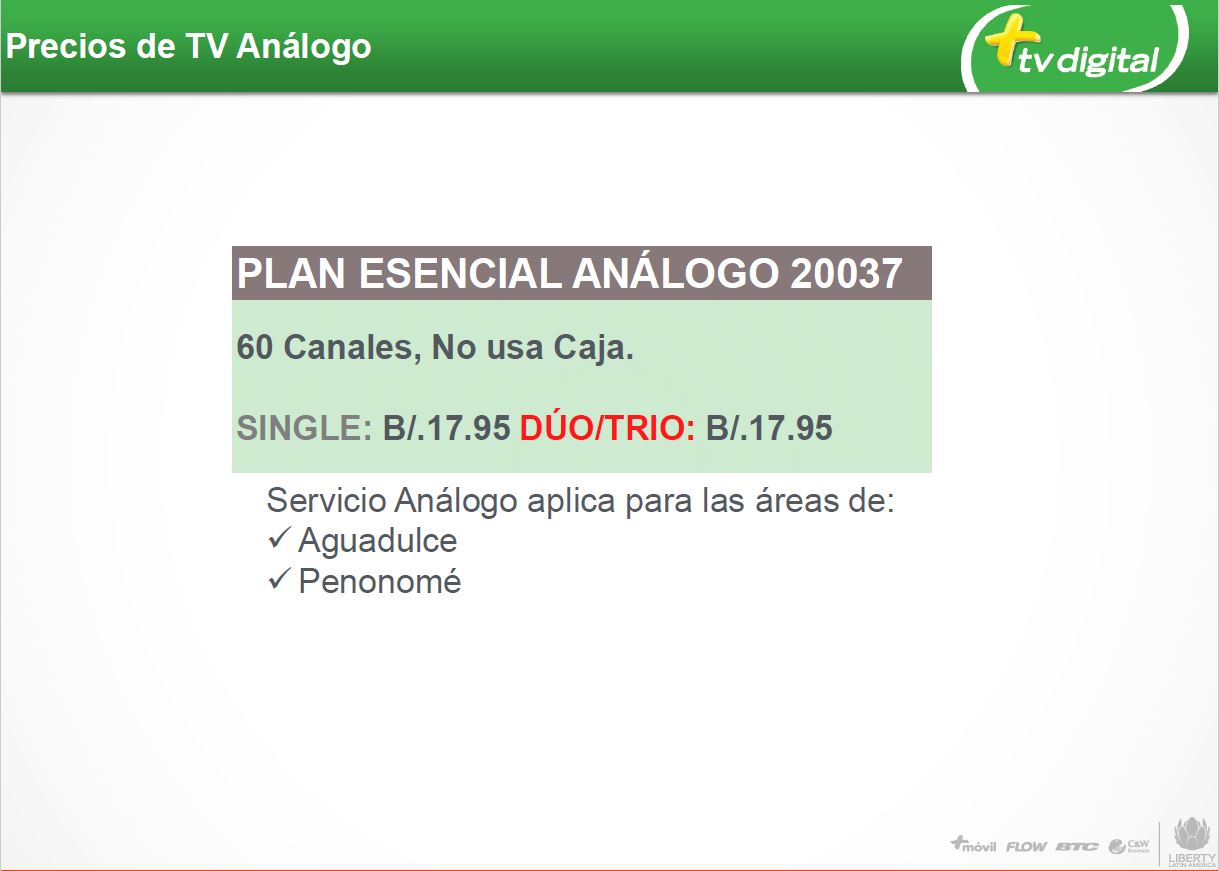 Precios de TV Análogo
+tv digital
PLAN ESENCIAL ANÁLOGO 20037
60 Canales, No usa Caja.
SINGLE: B/.17.95 DÚO/TRIO: B/.17.95
Servicio Análogo aplica para las áreas de:
✓ Aguadulce
✓ Penonomé
+móvil FLOW BTC C&W Business
LIBERTY
LATIN AMERICA